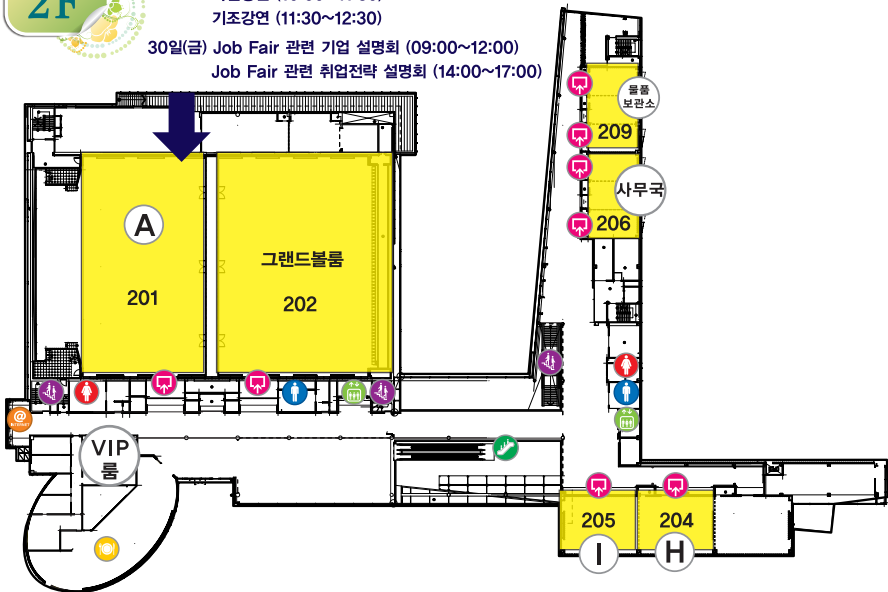 2F
기조강연 (11:30~12:30)
30일(금) Job Fair 관련 기업 설명회 (09:00~12:00)
Job Fair 관련 취업전략 설명회 (14:00~17:00)
물품
보관소
209
사무국
206
A
그랜드볼룸
201
202
@
INTERNET
VIP
룸
205
204
I
H